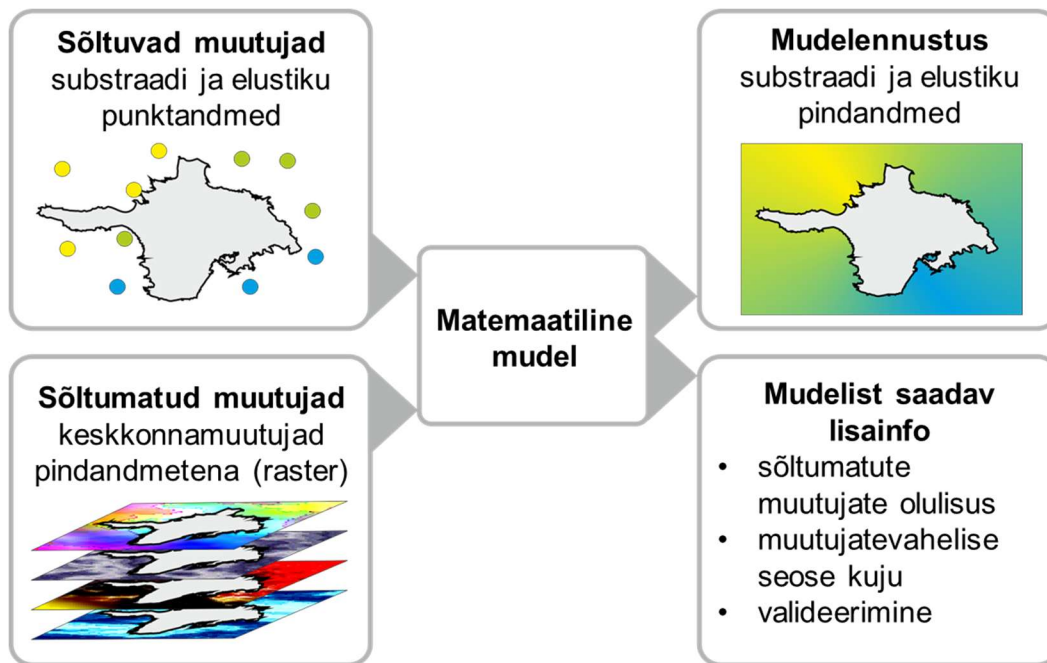 Sõltuvad muutujad
substraadi ja elustiku
punktandmed
Sõltumatud muutujad
keskkonnamuutujad
pindandmetena (raster)
Matemaatiline
mudel
Mudelennustus
substraadi ja elustiku
pindandmed
Mudelist saadav
lisainfo
• sõltumatute
muutujate olulisus
• muutujatevahelise
seose kuju
• valideerimine